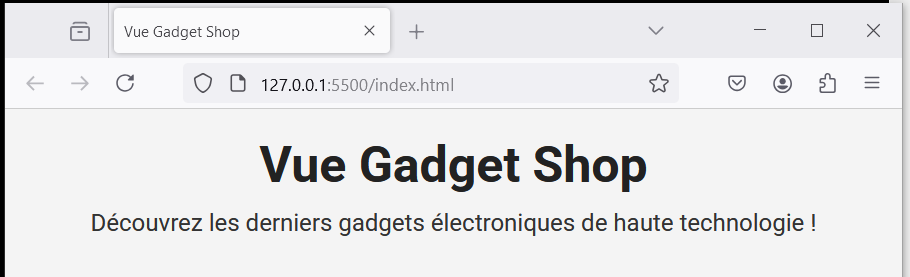 Vue Gadget Shop
127.0.0.1:5500/index.html
Vue Gadget Shop
Découvrez les derniers gadgets électroniques de haute technologie !